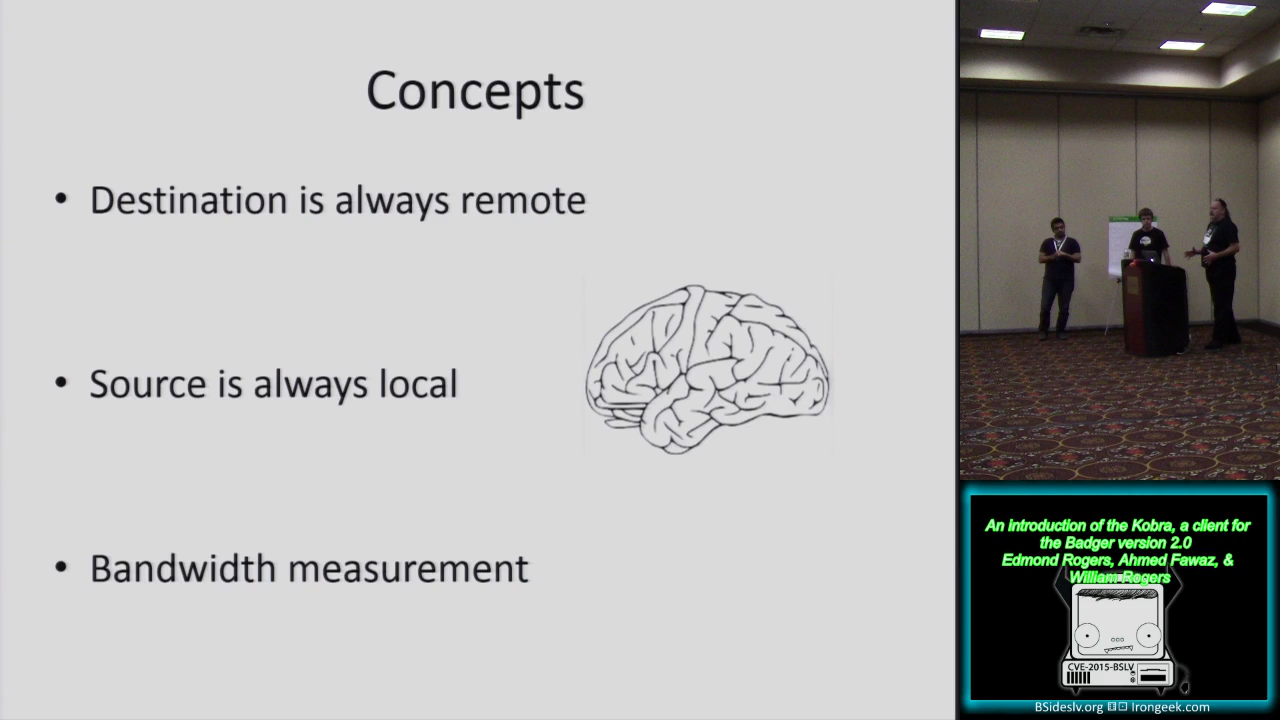 Concepts
• Destination is always remote
• Source is always local
• Bandwidth measurement
An introduction of the Kobra, a client for
the Badger version 2.0
Edmond Rogers, Ahmed Fawaz, &
William Rogers
CVE-2015-BSLV
BSideslv.org ⚅⚀ Irongeek.com